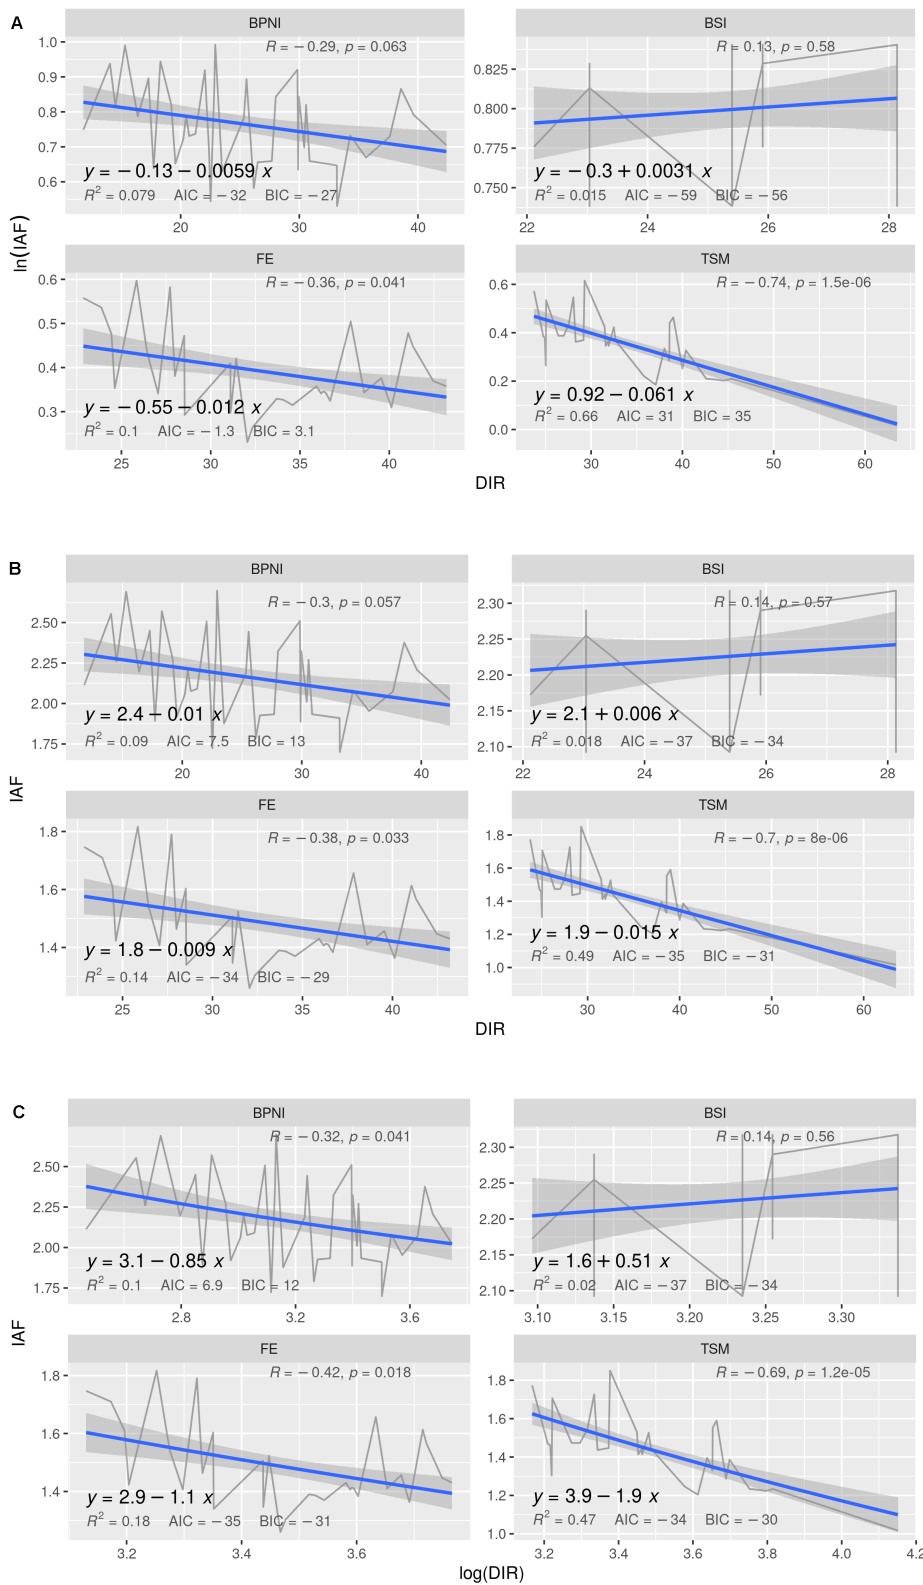 A
BPNI
BSI
R = −0.29, p = 0.063
R = 0.13, p = 0.58
1.0
0.9
0.8
0.7
0.6
0.825
0.800
0.775
0.750
y = −0.13 − 0.0059 x
R² = 0.079 AIC = −32 BIC = −27
y = −0.3 + 0.0031 x
R² = 0.015 AIC = −59 BIC = −56
20 30 40
22 24 26 28
ln(IAF)
FE
TSM
R = −0.36, p = 0.041
R = −0.74, p = 1.5e-06
0.6
0.5
0.4
0.3
0.6
0.4
0.2
0.0
y = −0.55 − 0.012 x
R² = 0.1 AIC = −1.3 BIC = 3.1
y = 0.92 − 0.061 x
R² = 0.66 AIC = 31 BIC = 35
25 30 35 40
30 40 50 60
DIR
B
BPNI
BSI
R = −0.3, p = 0.057
R = 0.14, p = 0.57
2.50
2.25
2.00
1.75
2.30
2.25
2.20
2.15
2.10
y = 2.4 − 0.01 x
R² = 0.09 AIC = 7.5 BIC = 13
y = 2.1 + 0.006 x
R² = 0.018 AIC = −37 BIC = −34
20 30 40
22 24 26 28
IAF
FE
TSM
R = −0.38, p = 0.033
R = −0.7, p = 8e-06
1.8
1.6
1.4
1.8
1.6
1.4
1.2
1.0
y = 1.8 − 0.009 x
R² = 0.14 AIC = −34 BIC = −29
y = 1.9 − 0.015 x
R² = 0.49 AIC = −35 BIC = −31
25 30 35 40
30 40 50 60
DIR
C
BPNI
BSI
R = −0.32, p = 0.041
R = 0.14, p = 0.56
2.50
2.25
2.00
1.75
2.30
2.25
2.20
2.15
2.10
y = 3.1 − 0.85 x
R² = 0.1 AIC = 6.9 BIC = 12
y = 1.6 + 0.51 x
R² = 0.02 AIC = −37 BIC = −34
2.8 3.2 3.6
3.10 3.15 3.20 3.25 3.30
IAF
FE
TSM
R = −0.42, p = 0.018
R = −0.69, p = 1.2e-05
1.8
1.6
1.4
1.8
1.6
1.4
1.2
1.0
y = 2.9 − 1.1 x
R² = 0.18 AIC = −35 BIC = −31
y = 3.9 − 1.9 x
R² = 0.47 AIC = −34 BIC = −30
3.2 3.4 3.6
3.2 3.4 3.6 3.8 4.0 4.2
log(DIR)